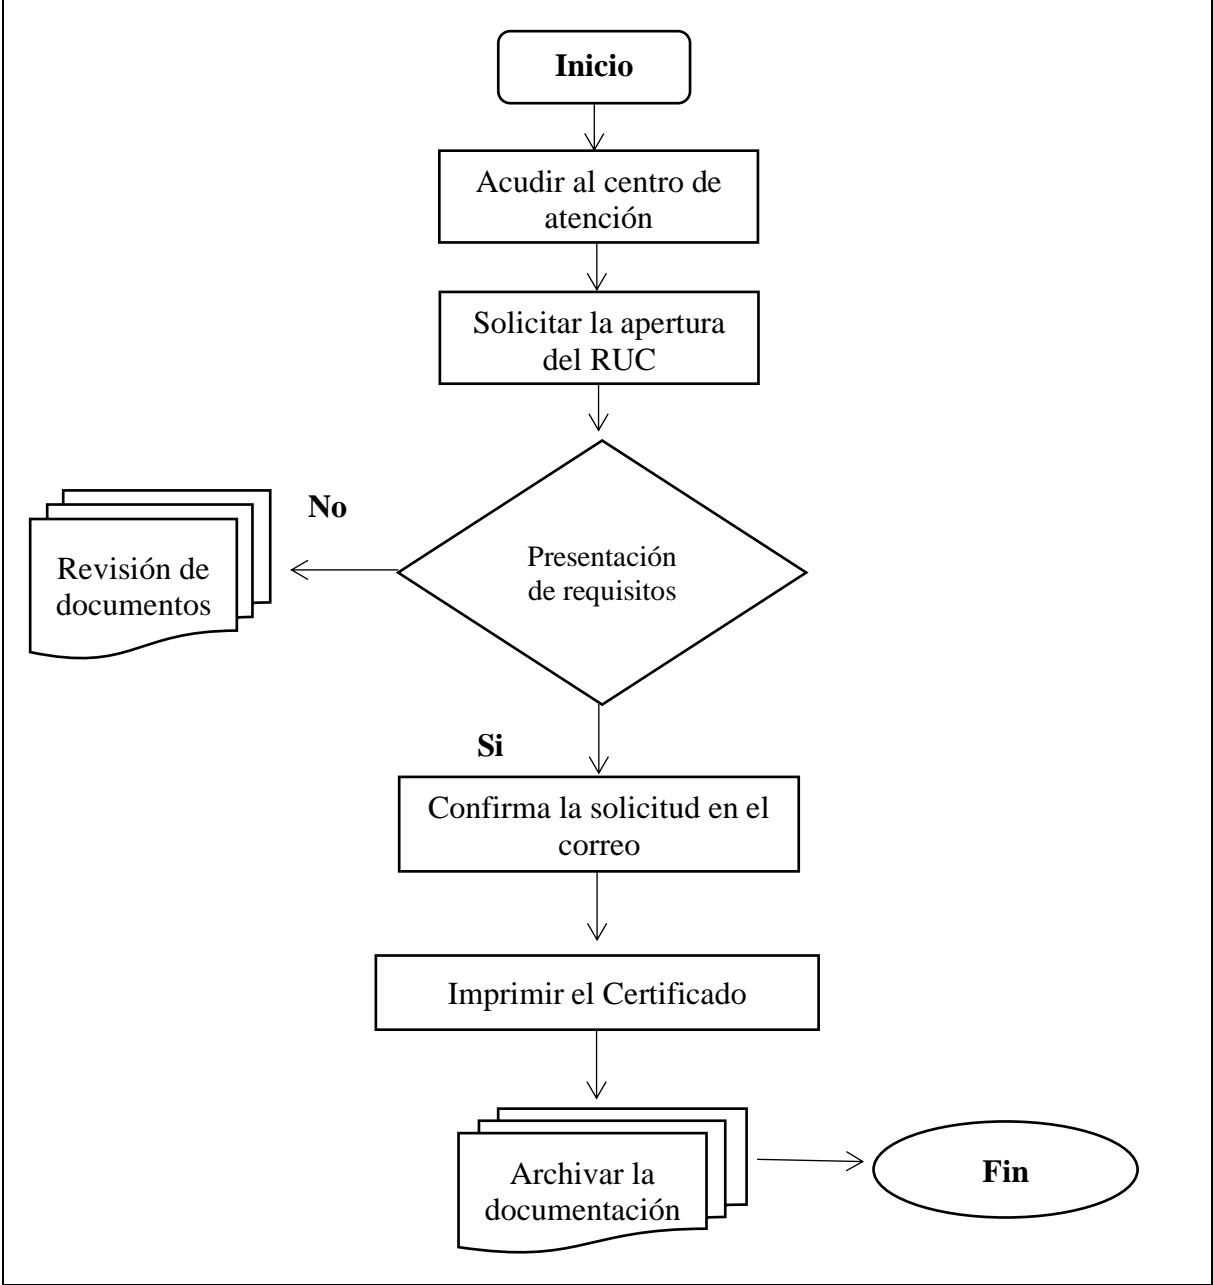 Inicio
Acudir al centro de
atención
Solicitar la apertura
del RUC
No
Presentación
de requisitos
Revisión de
documentos
Si
Confirma la solicitud en el
correo
Imprimir el Certificado
Archivar la
documentación
Fin